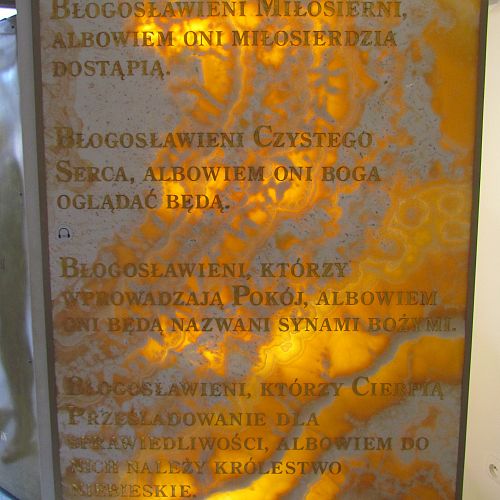 Błogosławieni Miłosierni,
albowiem oni miłosierdzia
dostąpią.
Błogosławieni Czystego
Serca, albowiem oni Boga
oglądać będą.
Błogosławieni, którzy
wprowadzają Pokój, albowiem
oni będą nazwani synami Bożymi.
Błogosławieni, którzy Cierpią
Prześladowanie dla
sprawiedliwości, albowiem do
nich należy królestwo
niebieskie.